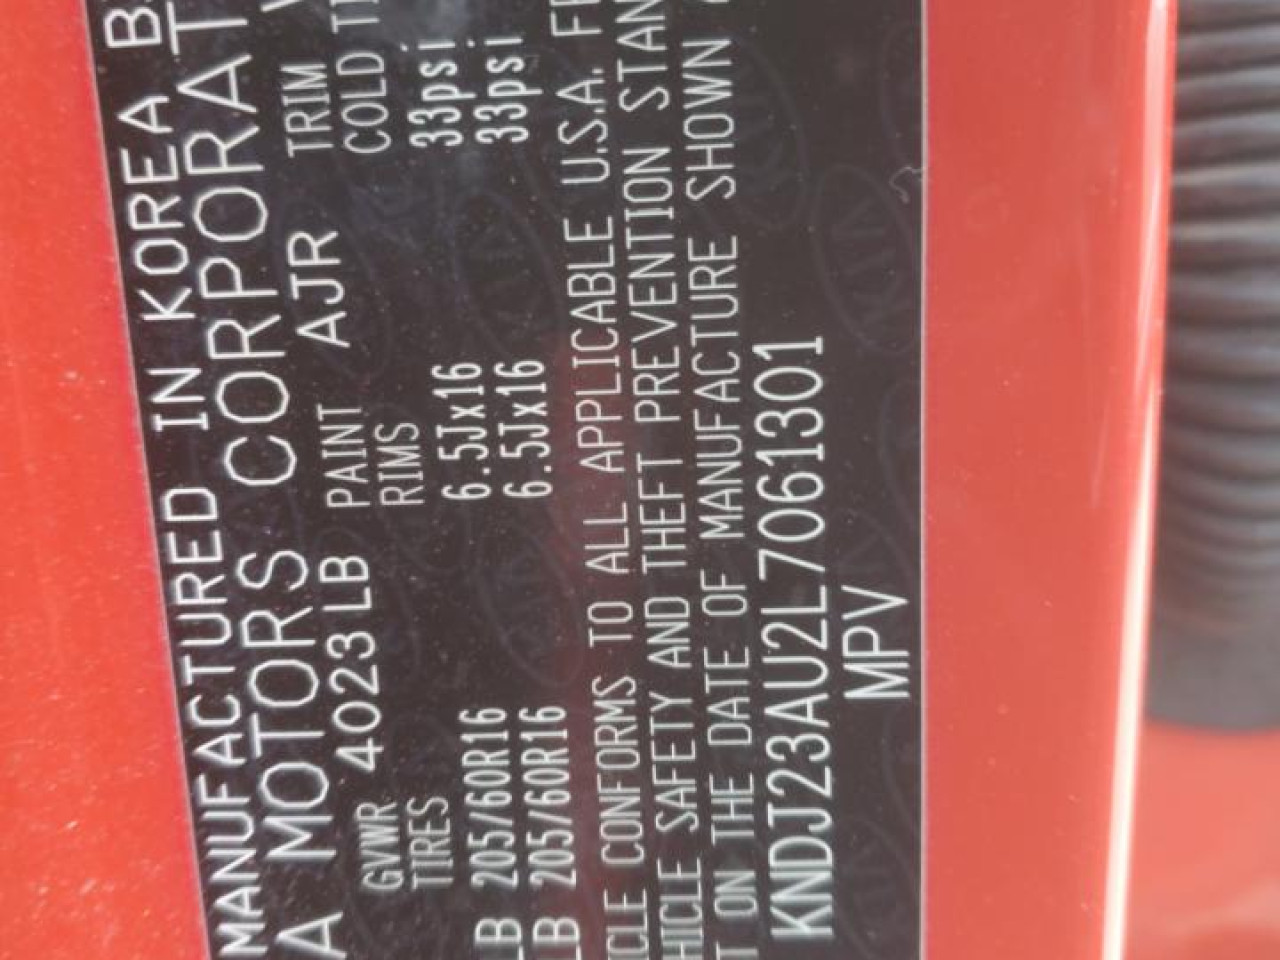 MANUFACTURED IN KOREA B
A MOTORS CORPORAT
GVWR 4023LB PAINT AJR TRIM
TIRES RIMS COLD TI
LB 205/60R16 6.5Jx16 33psi
LB 205/60R16 6.5Jx16 33psi
ICLE CONFORMS TO ALL APPLICABLE U.S.A. FE
HICLE SAFETY AND THEFT PREVENTION STAN
T ON THE DATE OF MANUFACTURE SHOWN
KNDJ23AU2L7061301
MPV